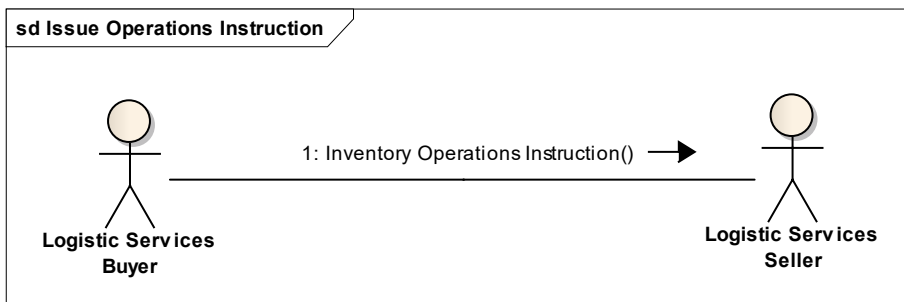 sd Issue Operations Instruction
1: Inventory Operations Instruction()
Logistic Services
Buyer
Logistic Services
Seller